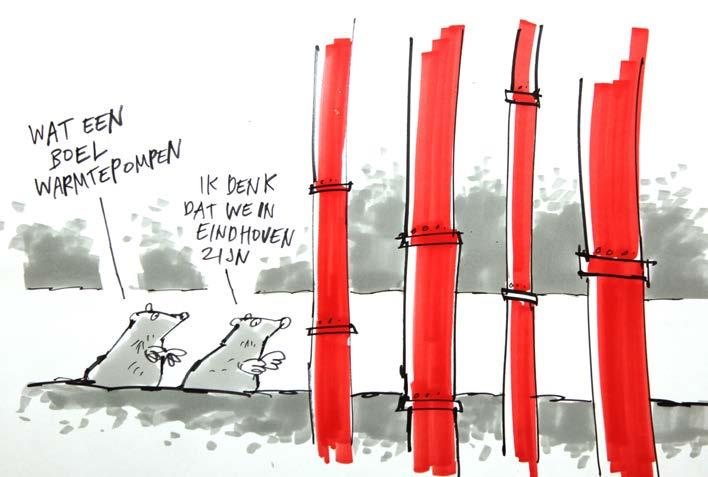 WAT EEN
BOEL
WARMTEPOMPEN
IK DENK
DAT WE IN
EINDHOVEN
ZIJN